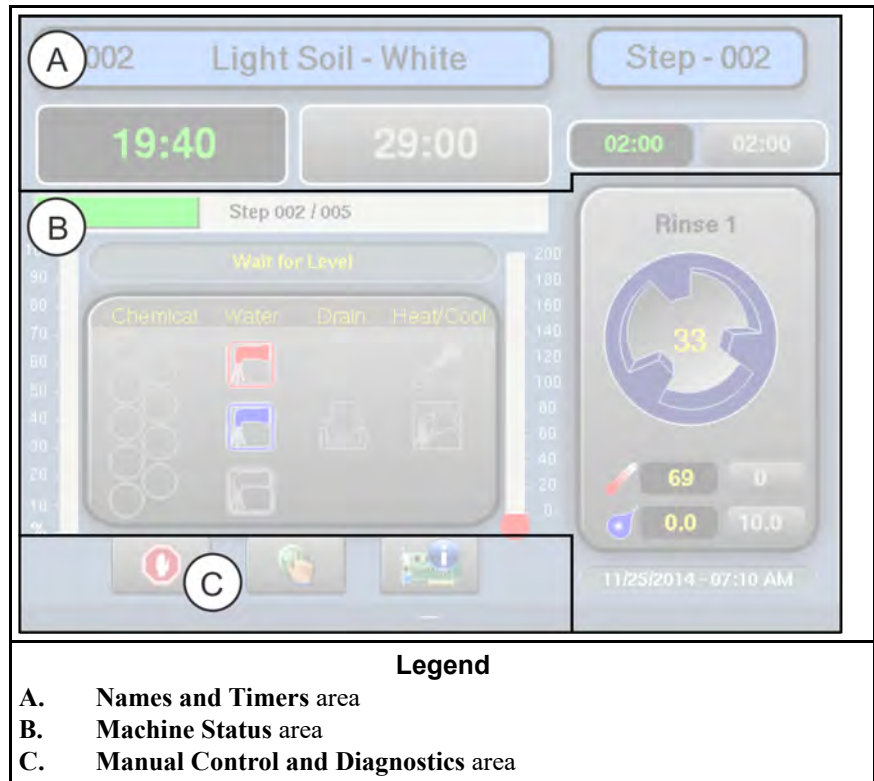 A 002 Light Soil - White Step - 002
19:40 29:00 02:00 02:00
B Step 002 / 005
Wait for Level
Rinse 1
Chemical Water Drain Heat/Cool
90
80
70
60
50
40
30
20
10
%
200
180
160
140
120
100
80
60
40
20
0
33
69 0
0.0 10.0
C
11/25/2014 - 07:10 AM
Legend
A. Names and Timers area
B. Machine Status area
C. Manual Control and Diagnostics area